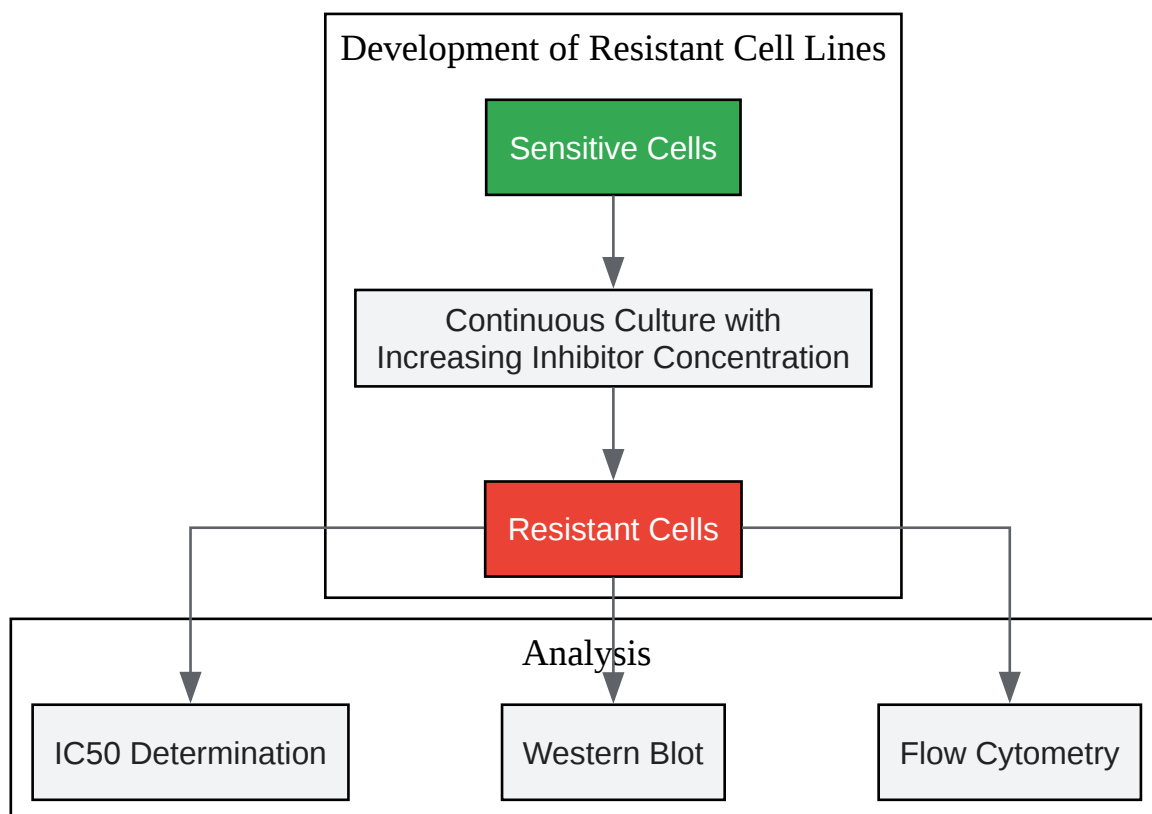 Development of Resistant Cell Lines
Sensitive Cells
Continuous Culture with
Increasing Inhibitor Concentration
Resistant Cells
Analysis
IC50 Determination
Western Blot
Flow Cytometry